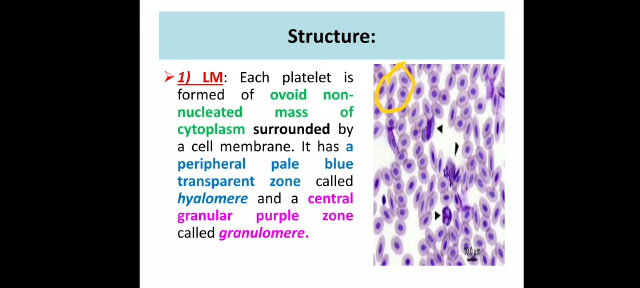 Structure:
➢ 1) LM: Each platelet is
formed of ovoid non-
nucleated mass of
cytoplasm surrounded by
a cell membrane. It has a
peripheral pale blue
transparent zone called
hyalomere and a central
granular purple zone
called granulomere.